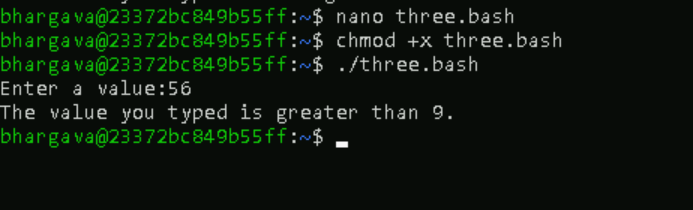 bhargava@23372bc849b55ff:~$ nano three.bash
bhargava@23372bc849b55ff:~$ chmod +x three.bash
bhargava@23372bc849b55ff:~$ ./three.bash
Enter a value:56
The value you typed is greater than 9.
bhargava@23372bc849b55ff:~$